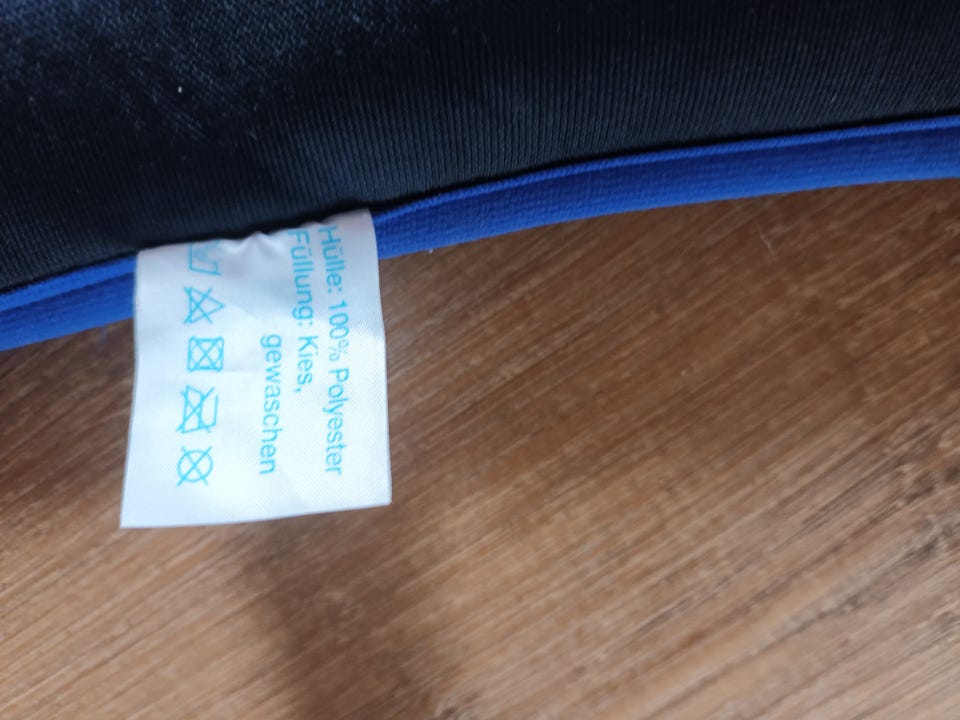 Hülle: 100% Polyester
Füllung: Kies,
gewaschen